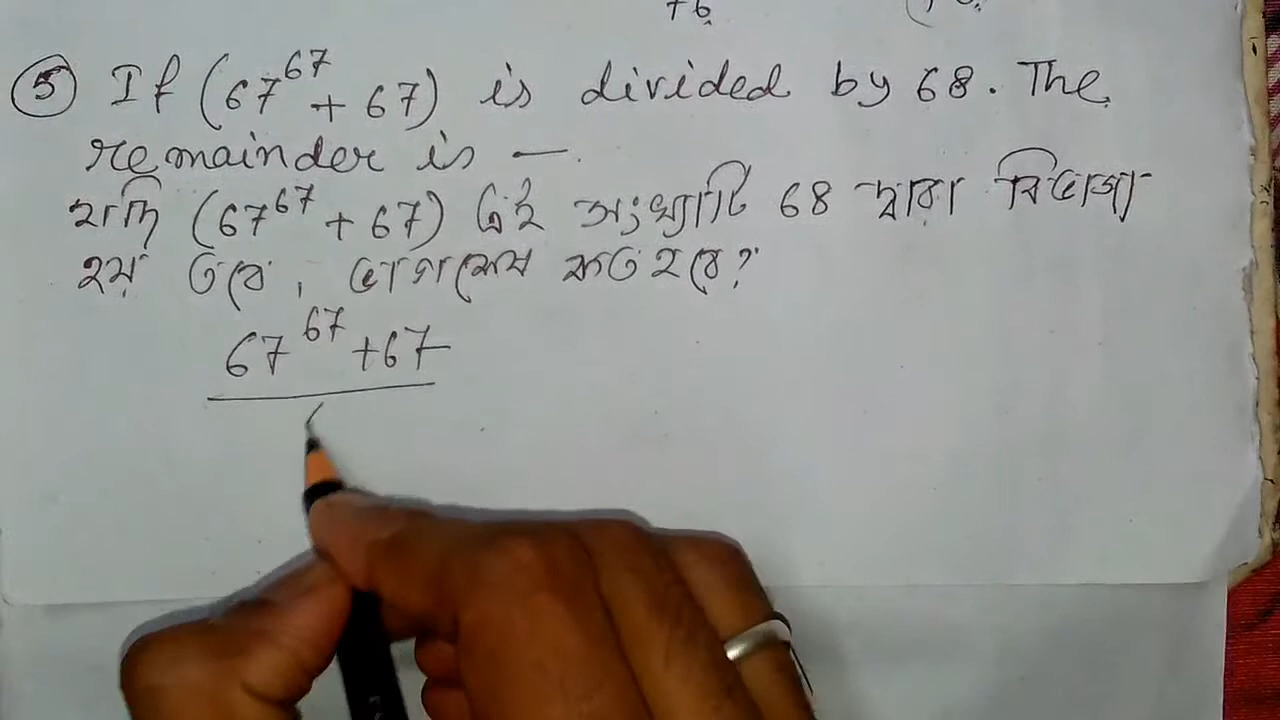 +6
⑤ If (67^67 + 67) is divided by 68. The
remainder is —.
যদি (67^67 + 67) এই সংখ্যাটি 68 দ্বারা বিভাজ্য
হয় তবে, ভাগশেষ কত হবে?
67^67 + 67